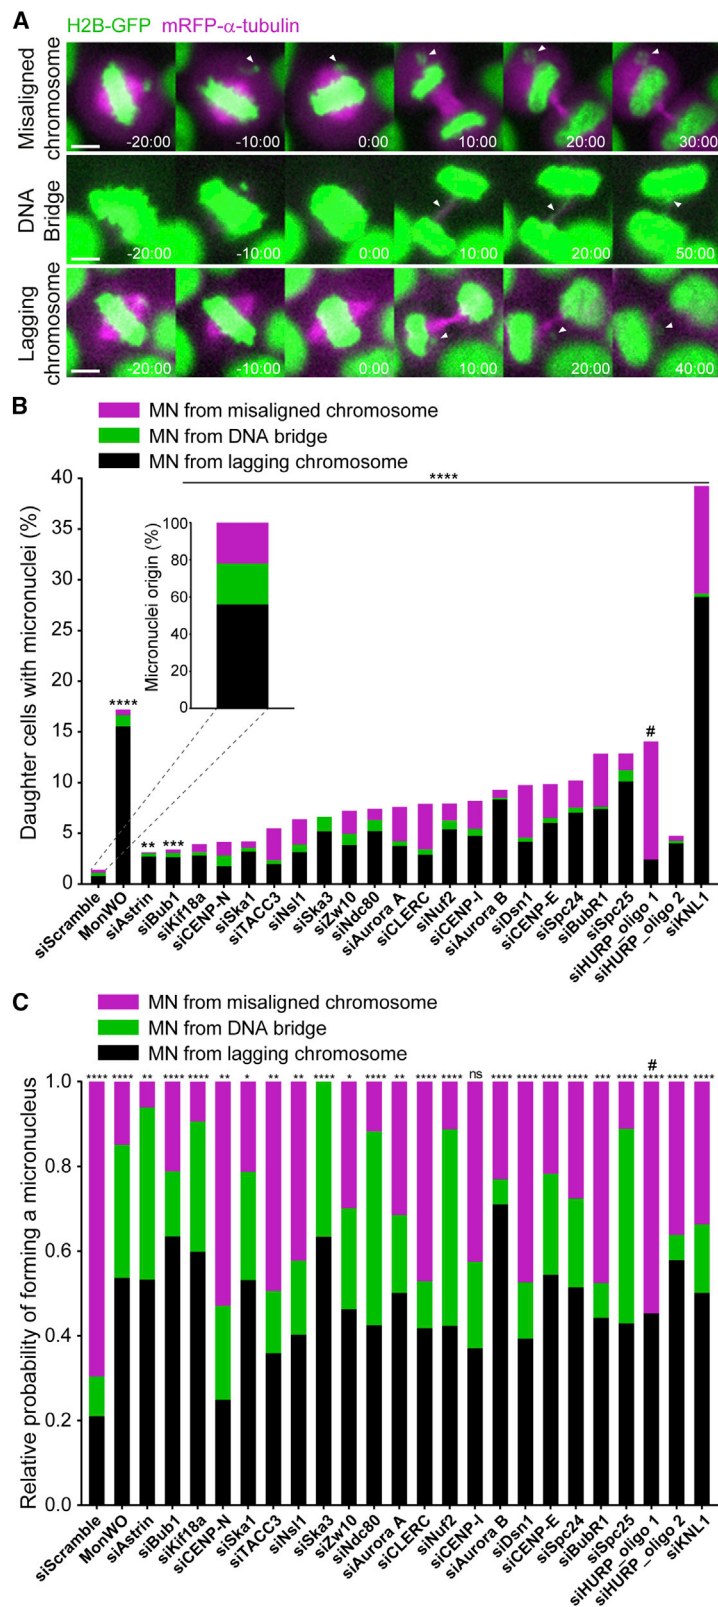 A
H2B-GFP mRFP-α-tubulin
Misaligned chromosome
-20:00 -10:00 0:00 10:00 20:00 30:00
DNA Bridge
-20:00 -10:00 0:00 10:00 20:00 50:00
Lagging chromosome
-20:00 -10:00 0:00 10:00 20:00 40:00
B
MN from misaligned chromosome
MN from DNA bridge
MN from lagging chromosome
Daughter cells with micronuclei (%)
40
35
30
25
20
15
10
5
0
Micronuclei origin (%)
100
80
60
40
20
0
****
****
** ***
#
siScramble
MonWO
siAstrin
siBub1
siKif18a
siCENP-N
siSka1
siTACC3
siNsl1
siSka3
siZw10
siNdc80
siAurora A
siCLERC
siNuf2
siCENP-I
siAurora B
siDsn1
siCENP-E
siSpc24
siBubR1
siSpc25
siHURP_oligo 1
siHURP_oligo 2
siKNL1
C
MN from misaligned chromosome
MN from DNA bridge
MN from lagging chromosome
Relative probability of forming a micronucleus
1.0
0.8
0.6
0.4
0.2
0.0
#
**** **** ** **** **** ** * ** ** **** * **** ** **** **** ns **** **** **** **** *** **** **** **** ****
siScramble
MonWO
siAstrin
siBub1
siKif18a
siCENP-N
siSka1
siTACC3
siNsl1
siSka3
siZw10
siNdc80
siAurora A
siCLERC
siNuf2
siCENP-I
siAurora B
siDsn1
siCENP-E
siSpc24
siBubR1
siSpc25
siHURP_oligo 1
siHURP_oligo 2
siKNL1